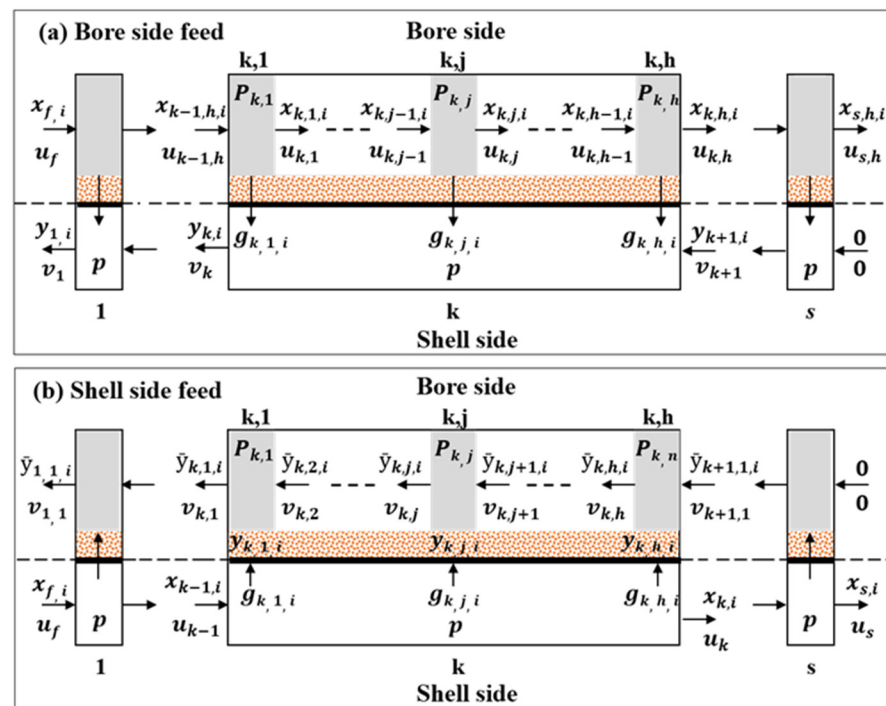 (a) Bore side feed Bore side
k,1 k,j k,h
P_{k,1} P_{k,j} P_{k,h}
x_{f,i} x_{k-1,h,i} x_{k,1,i} x_{k,j-1,i} x_{k,j,i} x_{k,h-1,i} x_{k,h,i} x_{s,h,i}
u_f u_{k-1,h} u_{k,1} u_{k,j-1} u_{k,j} u_{k,h-1} u_{k,h} u_{s,h}
y_{1,i} y_{k,i} g_{k,1,i} g_{k,j,i} g_{k,h,i} y_{k+1,i} 0
v_1 p v_k p v_{k+1} p 0
1 k s
Shell side
(b) Shell side feed Bore side
k,1 k,j k,h
P_{k,1} P_{k,j} P_{k,n}
ȳ_{1,1,i} ȳ_{k,1,i} ȳ_{k,2,i} ȳ_{k,j,i} ȳ_{k,j+1,i} ȳ_{k,h,i} ȳ_{k+1,1,i} 0
v_{1,1} v_{k,1} v_{k,2} v_{k,j} v_{k,j+1} v_{k,h} v_{k+1,1} 0
y_{k,1,i} y_{k,j,i} y_{k,h,i}
x_{f,i} x_{k-1,i} g_{k,1,i} g_{k,j,i} g_{k,h,i} x_{k,i} x_{s,i}
u_f p u_{k-1} p u_k p u_s
1 k s
Shell side